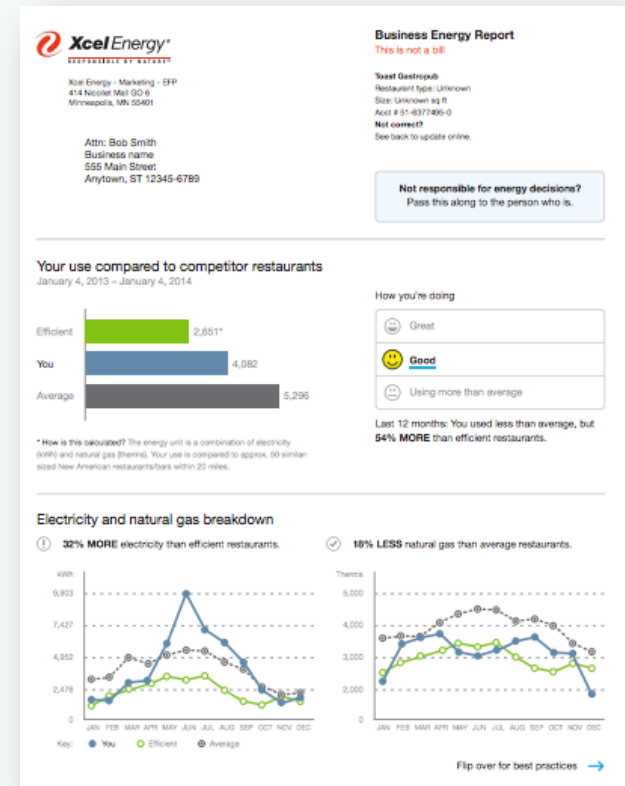 Xcel Energy®
RESPONSIBLE BY NATURE™
Xcel Energy - Marketing - EFP
414 Nicollet Mall GO 6
Minneapolis, MN 55401
Attn: Bob Smith
Business name
555 Main Street
Anytown, ST 12345-6789
Business Energy Report
This is not a bill
Toast Gastropub
Restaurant type: Unknown
Size: Unknown sq ft
Acct # 51-6377495-0
Not correct?
See back to update online.
Not responsible for energy decisions?
Pass this along to the person who is.
Your use compared to competitor restaurants
January 4, 2013 – January 4, 2014
Efficient 2,651*
You 4,082
Average 5,296
* How is this calculated? The energy unit is a combination of electricity
(kWh) and natural gas (therms). Your use is compared to approx. 50 similar-
sized New American restaurants/bars within 20 miles.
How you're doing
Great
Good
Using more than average
Last 12 months: You used less than average, but
54% MORE than efficient restaurants.
Electricity and natural gas breakdown
32% MORE electricity than efficient restaurants.
kWh
9,903
7,427
4,952
2,476
0
JAN FEB MAR APR MAY JUN JUL AUG SEP OCT NOV DEC
Key: You Efficient Average
18% LESS natural gas than average restaurants.
Therms
5,000
4,000
3,000
2,000
0
JAN FEB MAR APR MAY JUN JUL AUG SEP OCT NOV DEC
Flip over for best practices